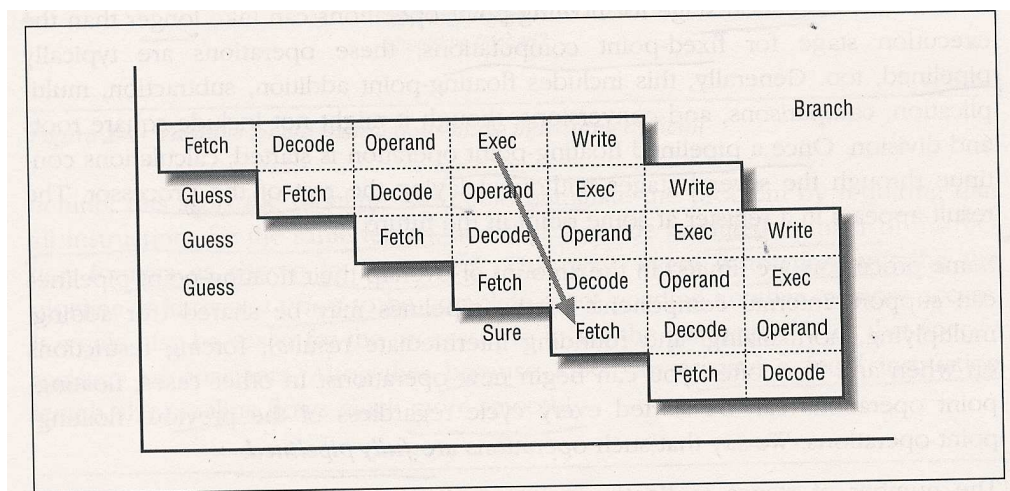 Branch
Fetch Decode Operand Exec Write
Guess Fetch Decode Operand Exec Write
Guess Fetch Decode Operand Exec Write
Guess Fetch Decode Operand Exec
Sure Fetch Decode Operand
Fetch Decode